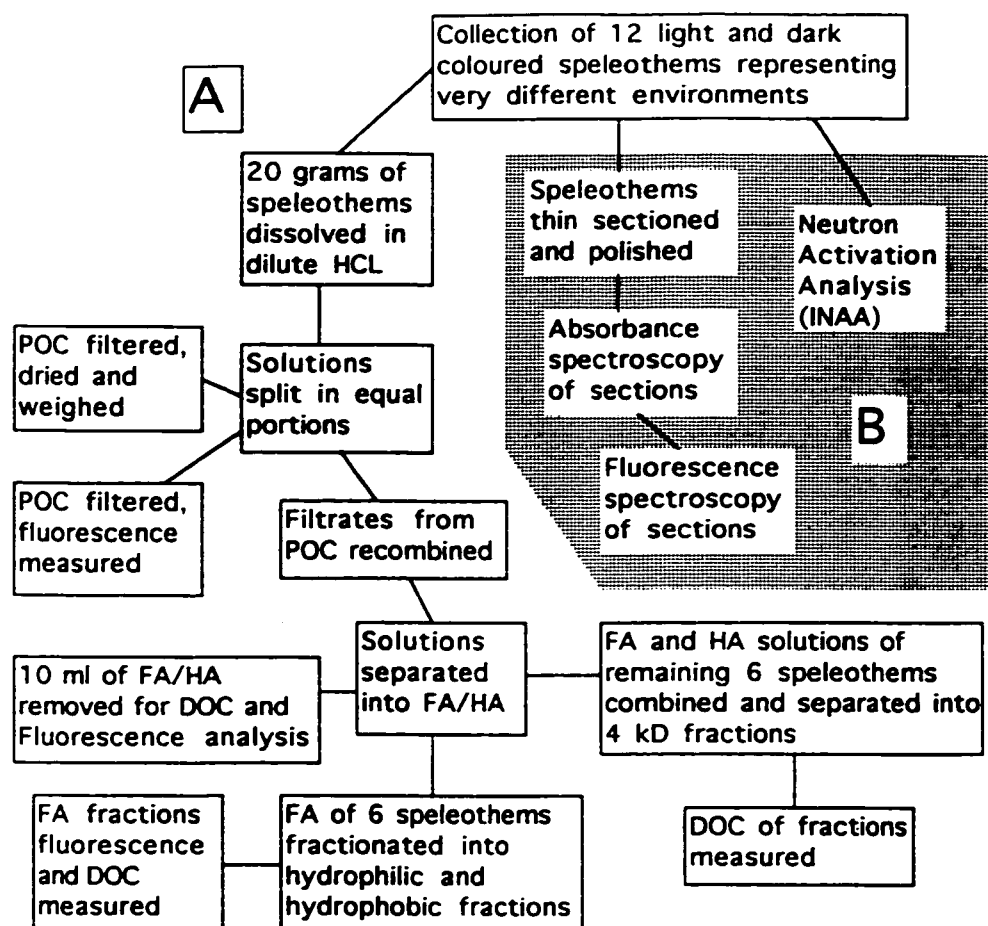 Collection of 12 light and dark
coloured speleothems representing
very different environments
A
20 grams of
speleothems
dissolved in
dilute HCL
Speleothems
thin sectioned
and polished
Neutron
Activation
Analysis
(INAA)
Absorbance
spectroscopy
of sections
B
Fluorescence
spectroscopy
of sections
POC filtered,
dried and
weighed
Solutions
split in equal
portions
POC filtered,
fluorescence
measured
Filtrates from
POC recombined
Solutions
separated
into FA/HA
10 ml of FA/HA
removed for DOC and
Fluorescence analysis
FA and HA solutions of
remaining 6 speleothems
combined and separated into
4 kD fractions
FA fractions
fluorescence
and DOC
measured
FA of 6 speleothems
fractionated into
hydrophilic and
hydrophobic fractions
DOC of fractions
measured